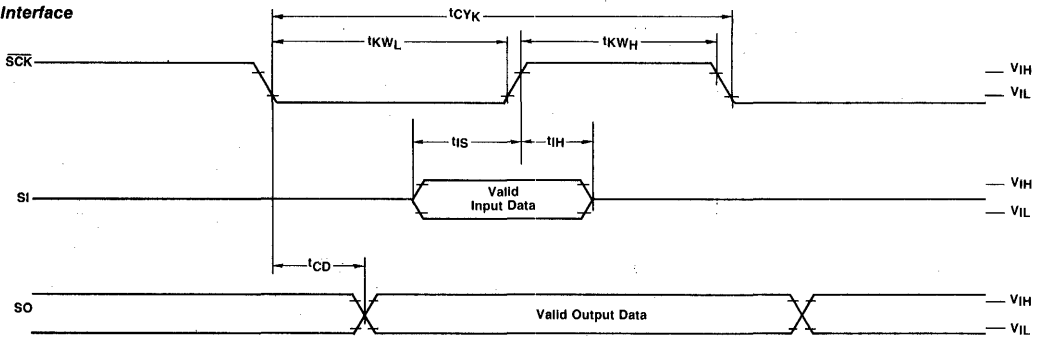 Interface
tCYK
tKWL
tKWH
SCK
VIH
VIL
tIS
tIH
SI
Valid
Input Data
VIH
VIL
tCD
SO
Valid Output Data
VIH
VIL